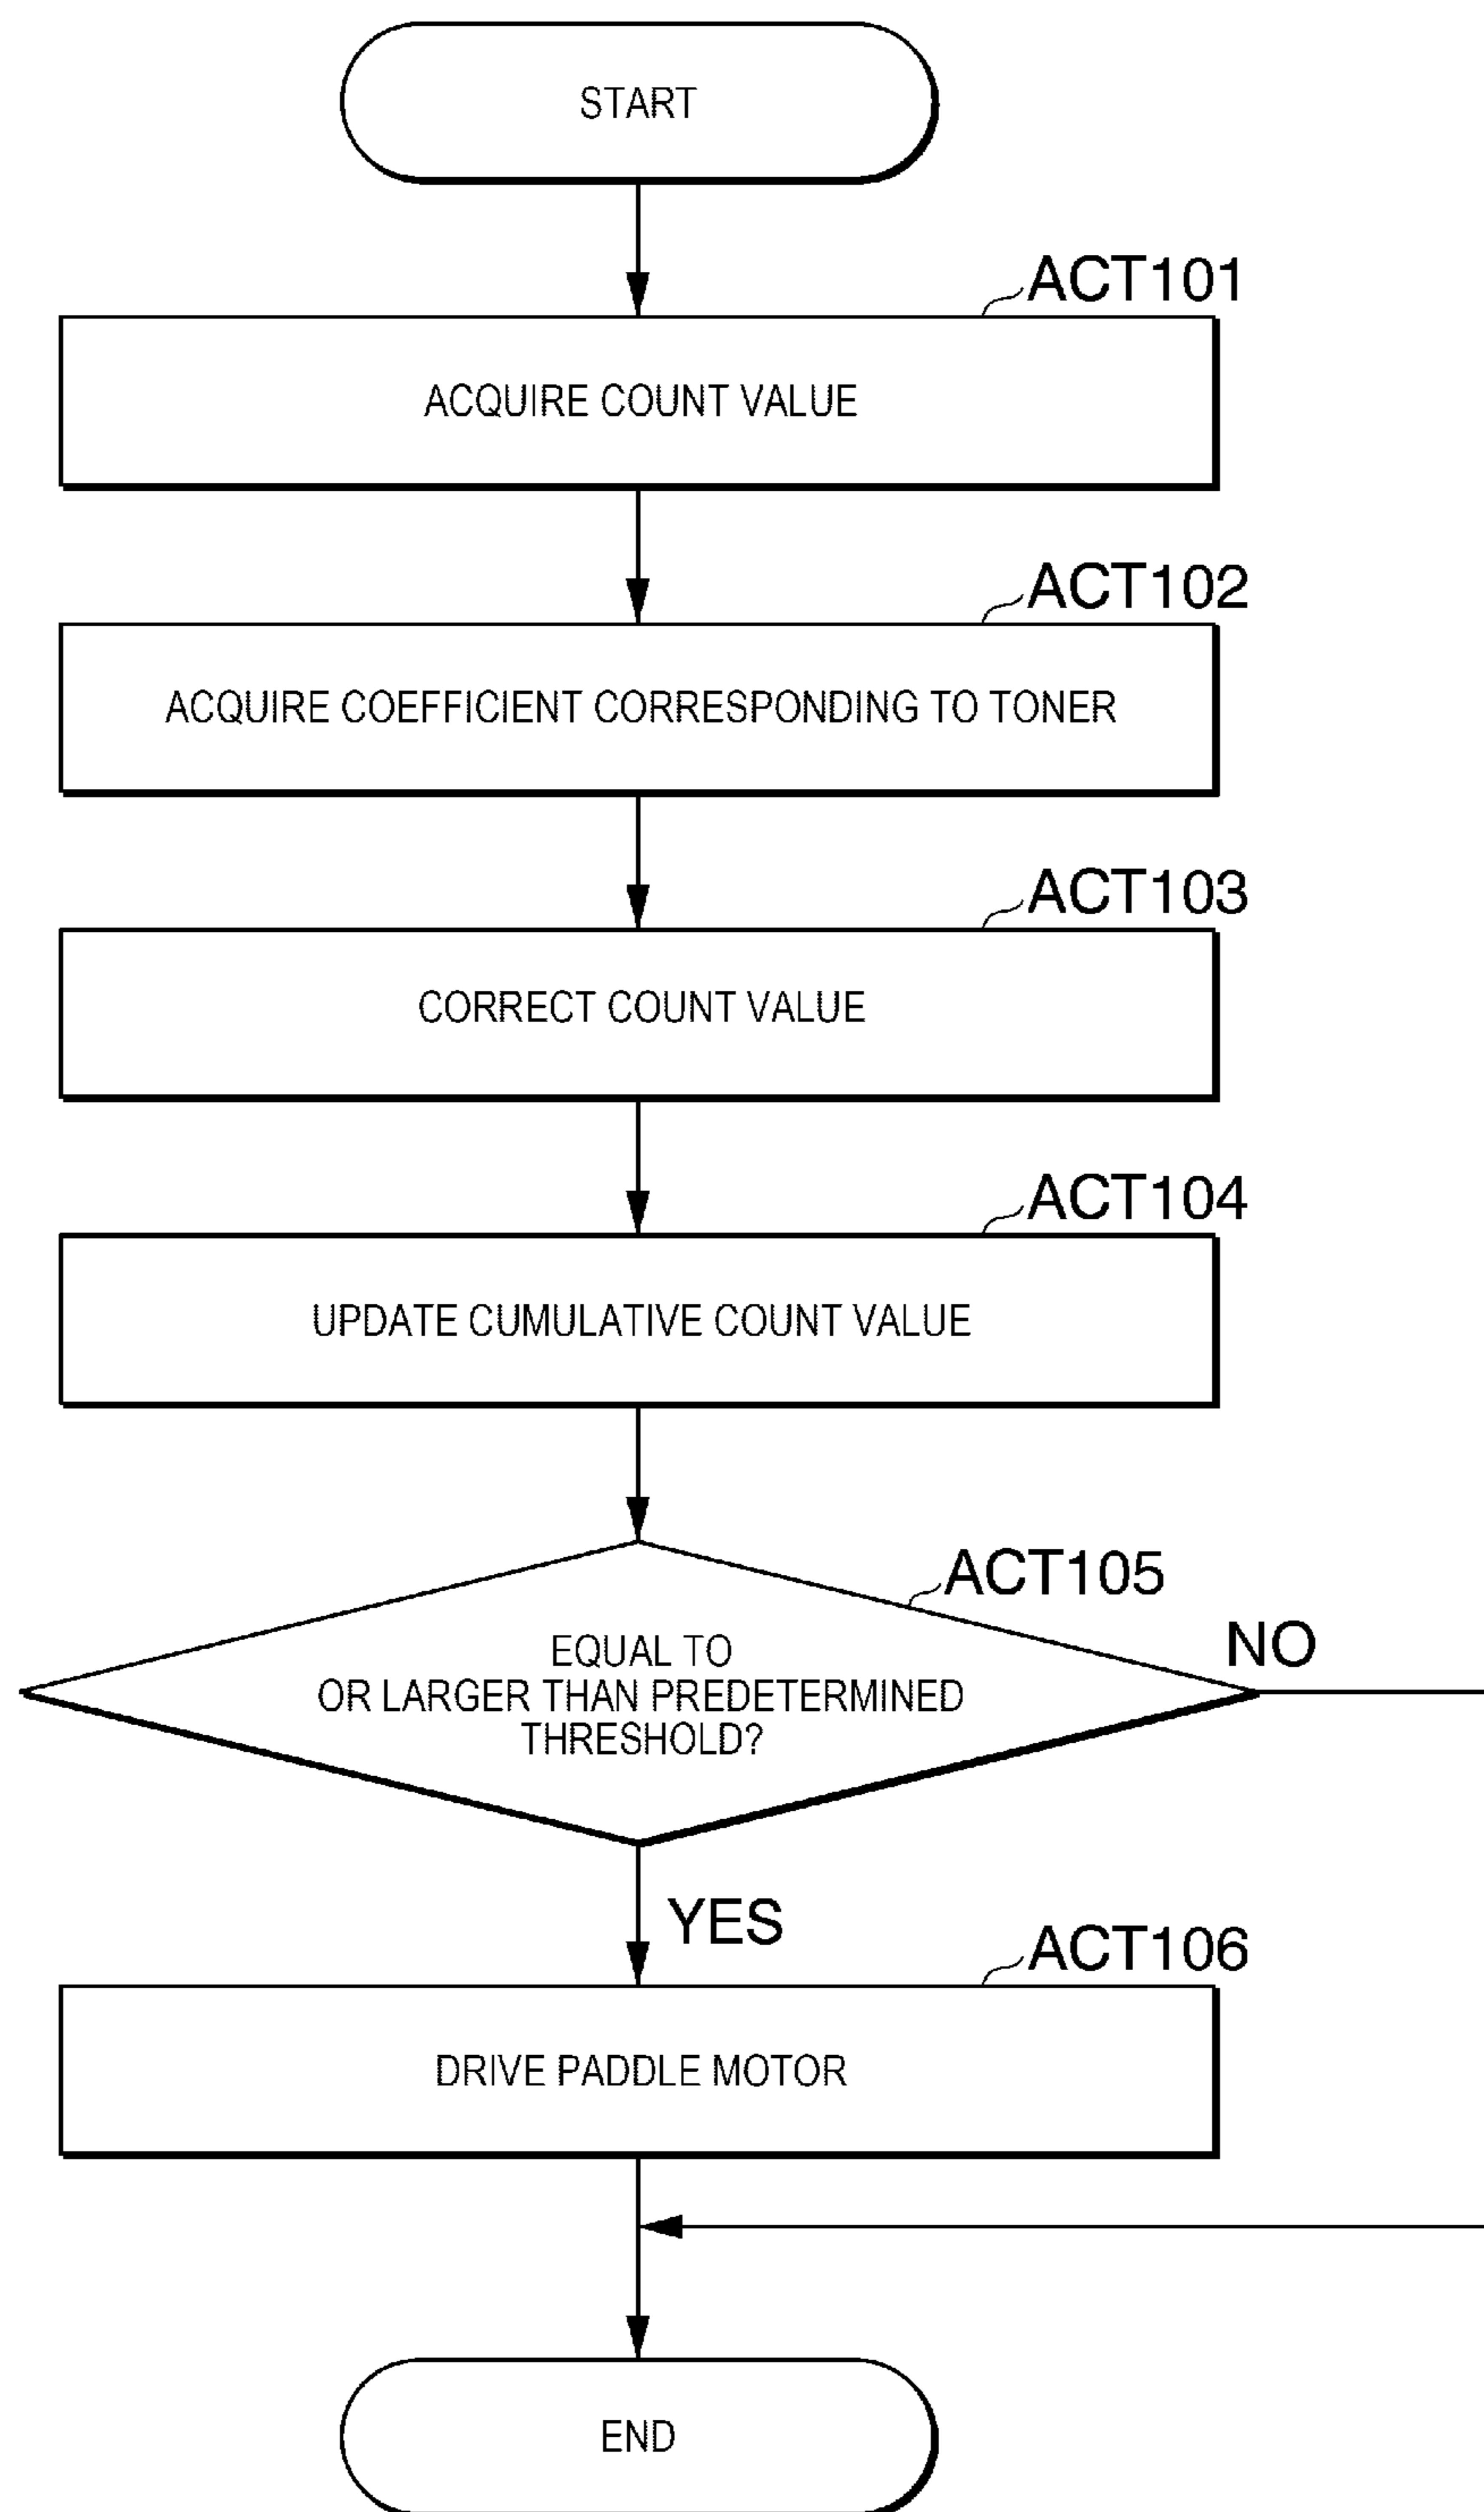 START
ACT101
ACQUIRE COUNT VALUE
ACT102
ACQUIRE COEFFICIENT CORRESPONDING TO TONER
ACT103
CORRECT COUNT VALUE
ACT104
UPDATE CUMULATIVE COUNT VALUE
ACT105
NO
EQUAL TO
OR LARGER THAN PREDETERMINED
THRESHOLD?
YES
ACT106
DRIVE PADDLE MOTOR
END